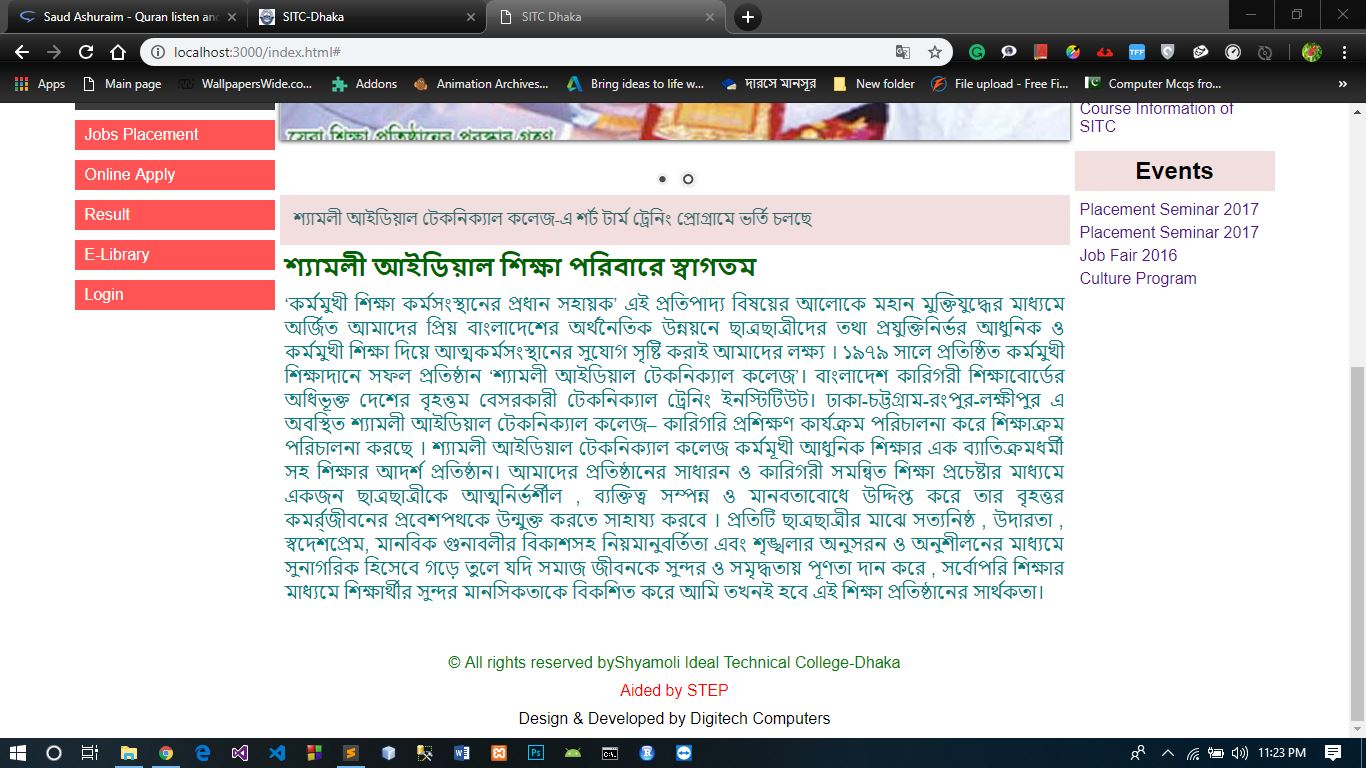 Saud Ashuraim - Quran listen and
SITC-Dhaka
SITC Dhaka
localhost:3000/index.html#
Apps
Main page
WallpapersWide.co...
Addons
Animation Archives...
Bring ideas to life w...
দারসে মানসূর
New folder
File upload - Free Fi...
Computer Mcqs fro...
»
Jobs Placement
Online Apply
Result
E-Library
Login
সেরা শিক্ষা প্রতিষ্ঠানের পুরস্কার গ্রহণ
শ্যামলী আইডিয়াল টেকনিক্যাল কলেজ-এ শর্ট টার্ম ট্রেনিং প্রোগ্রামে ভর্তি চলছে
শ্যামলী আইডিয়াল শিক্ষা পরিবারে স্বাগতম
‘কর্মমুখী শিক্ষা কর্মসংস্থানের প্রধান সহায়ক’ এই প্রতিপাদ্য বিষয়ের আলোকে মহান মুক্তিযুদ্ধের মাধ্যমে
অর্জিত আমাদের প্রিয় বাংলাদেশের অর্থনৈতিক উন্নয়নে ছাত্রছাত্রীদের তথা প্রযুক্তিনির্ভর আধুনিক ও
কর্মমুখী শিক্ষা দিয়ে আত্মকর্মসংস্থানের সুযোগ সৃষ্টি করাই আমাদের লক্ষ্য । ১৯৭৯ সালে প্রতিষ্ঠিত কর্মমুখী
শিক্ষাদানে সফল প্রতিষ্ঠান ‘শ্যামলী আইডিয়াল টেকনিক্যাল কলেজ’। বাংলাদেশ কারিগরী শিক্ষাবোর্ডের
অধিভূক্ত দেশের বৃহত্তম বেসরকারী টেকনিক্যাল ট্রেনিং ইনস্টিটিউট। ঢাকা-চট্টগ্রাম-রংপুর-লক্ষীপুর এ
অবস্থিত শ্যামলী আইডিয়াল টেকনিক্যাল কলেজ– কারিগরি প্রশিক্ষণ কার্যক্রম পরিচালনা করে শিক্ষাক্রম
পরিচালনা করছে । শ্যামলী আইডিয়াল টেকনিক্যাল কলেজ কর্মমূখী আধুনিক শিক্ষার এক ব্যাতিক্রমধর্মী
সহ শিক্ষার আদর্শ প্রতিষ্ঠান। আমাদের প্রতিষ্ঠানের সাধারন ও কারিগরী সমন্বিত শিক্ষা প্রচেষ্টার মাধ্যমে
একজন ছাত্রছাত্রীকে আত্মনির্ভর্শীল , ব্যক্তিত্ব সম্পন্ন ও মানবতাবোধে উদ্দিপ্ত করে তার বৃহত্তর
কমর্র্জীবনের প্রবেশপথকে উন্মুক্ত করতে সাহায্য করবে । প্রতিটি ছাত্রছাত্রীর মাঝে সত্যনিষ্ঠ , উদারতা ,
স্বদেশপ্রেম, মানবিক গুনাবলীর বিকাশসহ নিয়মানুবর্তিতা এবং শৃঙ্খলার অনুসরন ও অনুশীলনের মাধ্যমে
সুনাগরিক হিসেবে গড়ে তুলে যদি সমাজ জীবনকে সুন্দর ও সমৃদ্ধতায় পূণতা দান করে , সর্বোপরি শিক্ষার
মাধ্যমে শিক্ষার্থীর সুন্দর মানসিকতাকে বিকশিত করে আমি তখনই হবে এই শিক্ষা প্রতিষ্ঠানের সার্থকতা।
Course Information of
SITC
Events
Placement Seminar 2017
Placement Seminar 2017
Job Fair 2016
Culture Program
© All rights reserved byShyamoli Ideal Technical College-Dhaka
Aided by STEP
Design & Developed by Digitech Computers
11:23 PM